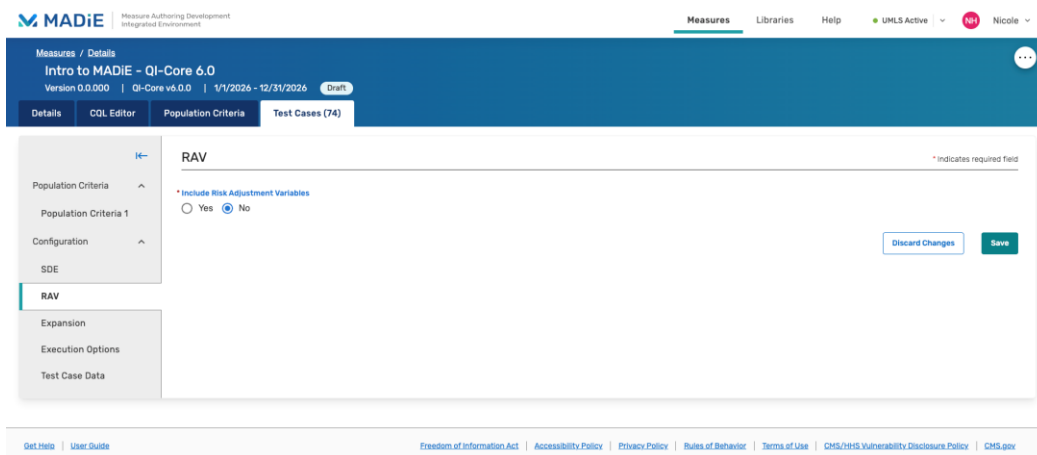 MADiE
Measure Authoring Development
Integrated Environment
Measures
Libraries
Help
UMLS Active
NH
Nicole
Measures / Details
Intro to MADiE - QI-Core 6.0
Version 0.0.000 | QI-Core v6.0.0 | 1/1/2026 - 12/31/2026 Draft
Details
CQL Editor
Population Criteria
Test Cases (74)
Population Criteria
Population Criteria 1
Configuration
SDE
RAV
Expansion
Execution Options
Test Case Data
RAV
* Indicates required field
* Include Risk Adjustment Variables
Yes
No
Discard Changes
Save
Get Help | User Guide
Freedom of Information Act | Accessibility Policy | Privacy Policy | Rules of Behavior | Terms of Use | CMS/HHS Vulnerability Disclosure Policy | CMS.gov